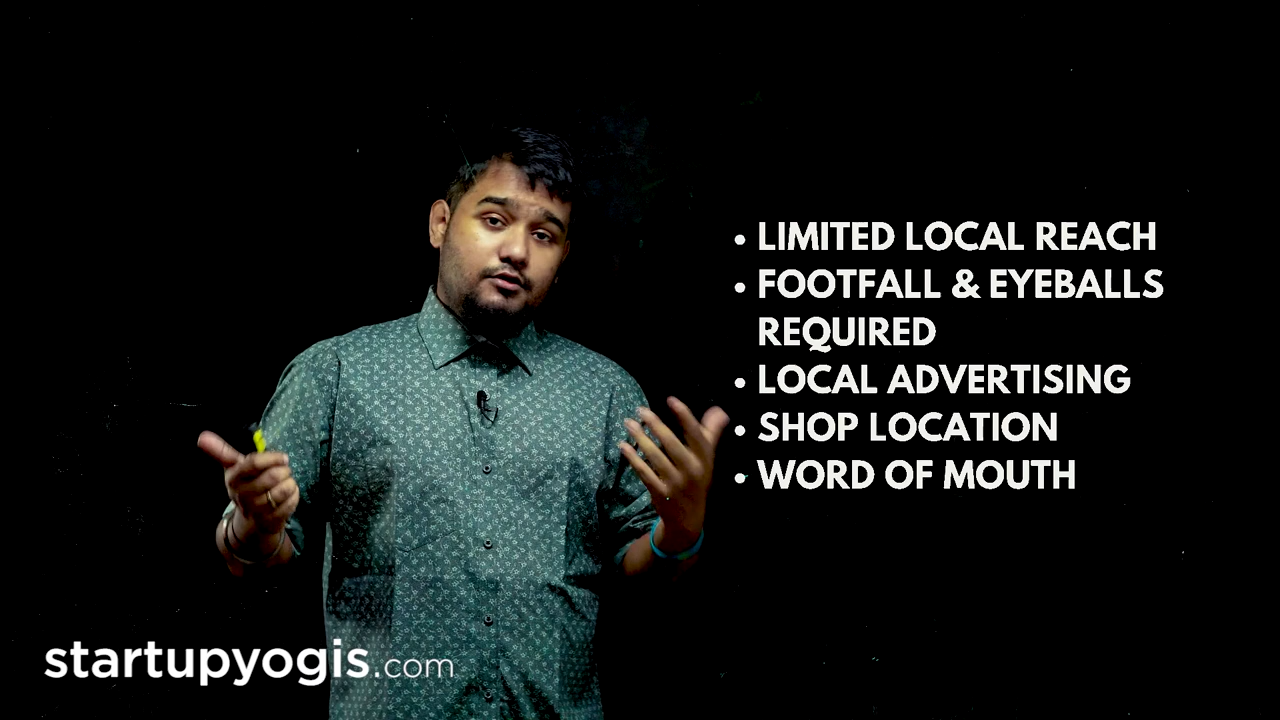 • LIMITED LOCAL REACH
• FOOTFALL & EYEBALLS
REQUIRED
• LOCAL ADVERTISING
• SHOP LOCATION
• WORD OF MOUTH
startupyogis.com